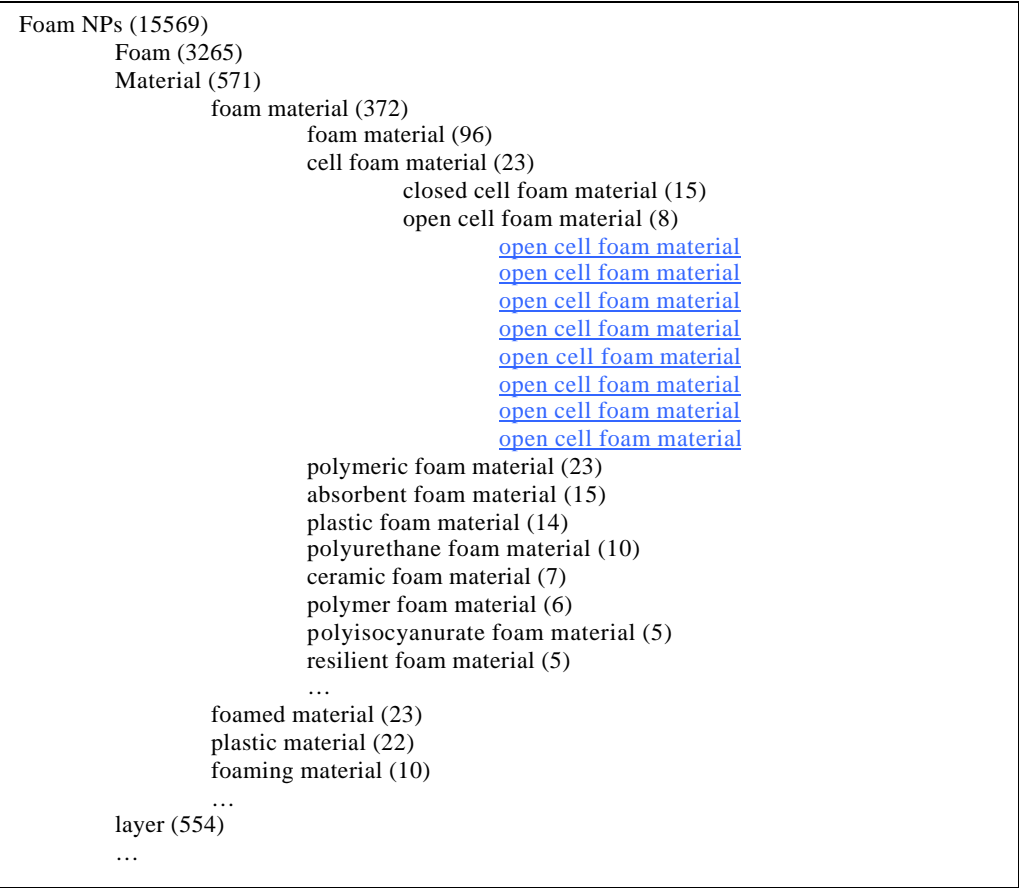 Foam NPs (15569)
Foam (3265)
Material (571)
foam material (372)
foam material (96)
cell foam material (23)
closed cell foam material (15)
open cell foam material (8)
open cell foam material
open cell foam material
open cell foam material
open cell foam material
open cell foam material
open cell foam material
open cell foam material
open cell foam material
polymeric foam material (23)
absorbent foam material (15)
plastic foam material (14)
polyurethane foam material (10)
ceramic foam material (7)
polymer foam material (6)
polyisocyanurate foam material (5)
resilient foam material (5)
…
foamed material (23)
plastic material (22)
foaming material (10)
…
layer (554)
…